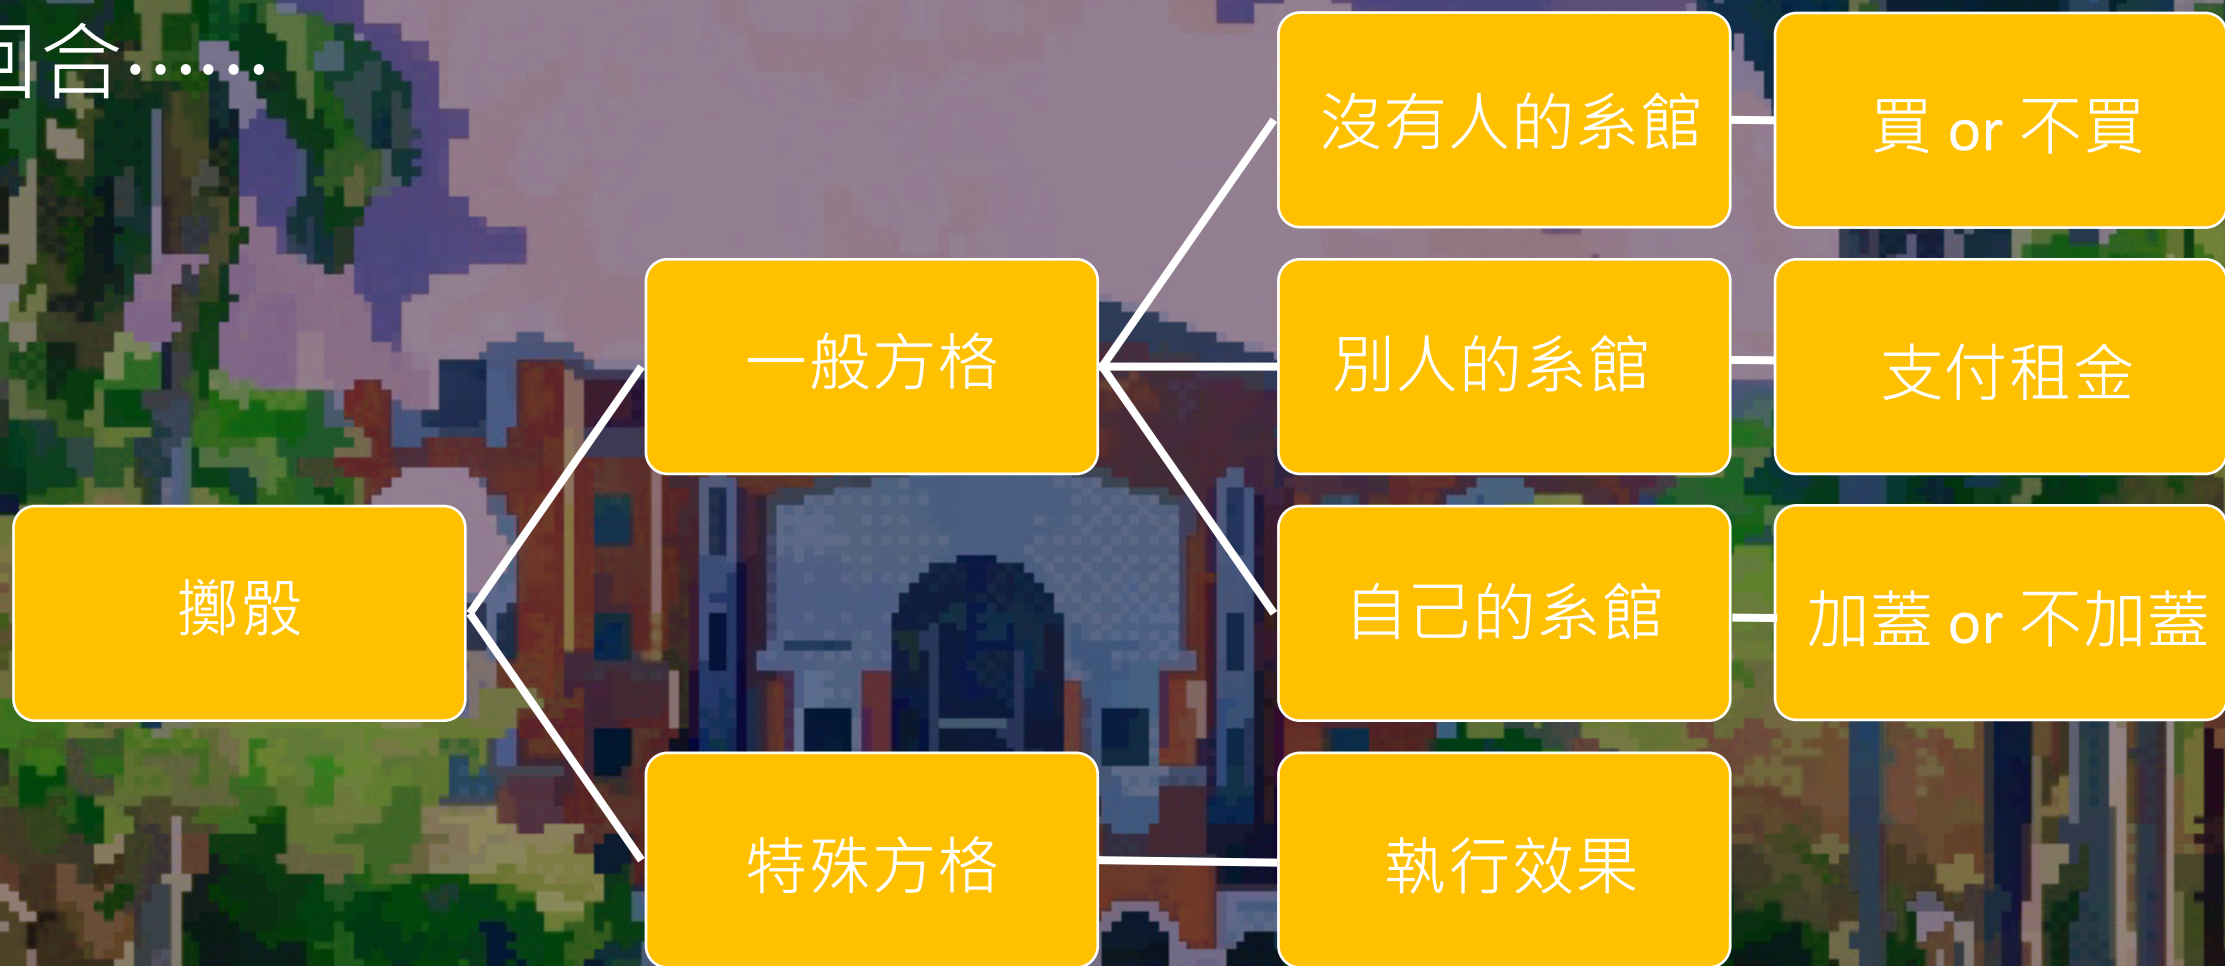 回合⋯⋯
擲骰
一般方格
特殊方格
沒有人的系館
別人的系館
自己的系館
執行效果
買 or 不買
支付租金
加蓋 or 不加蓋